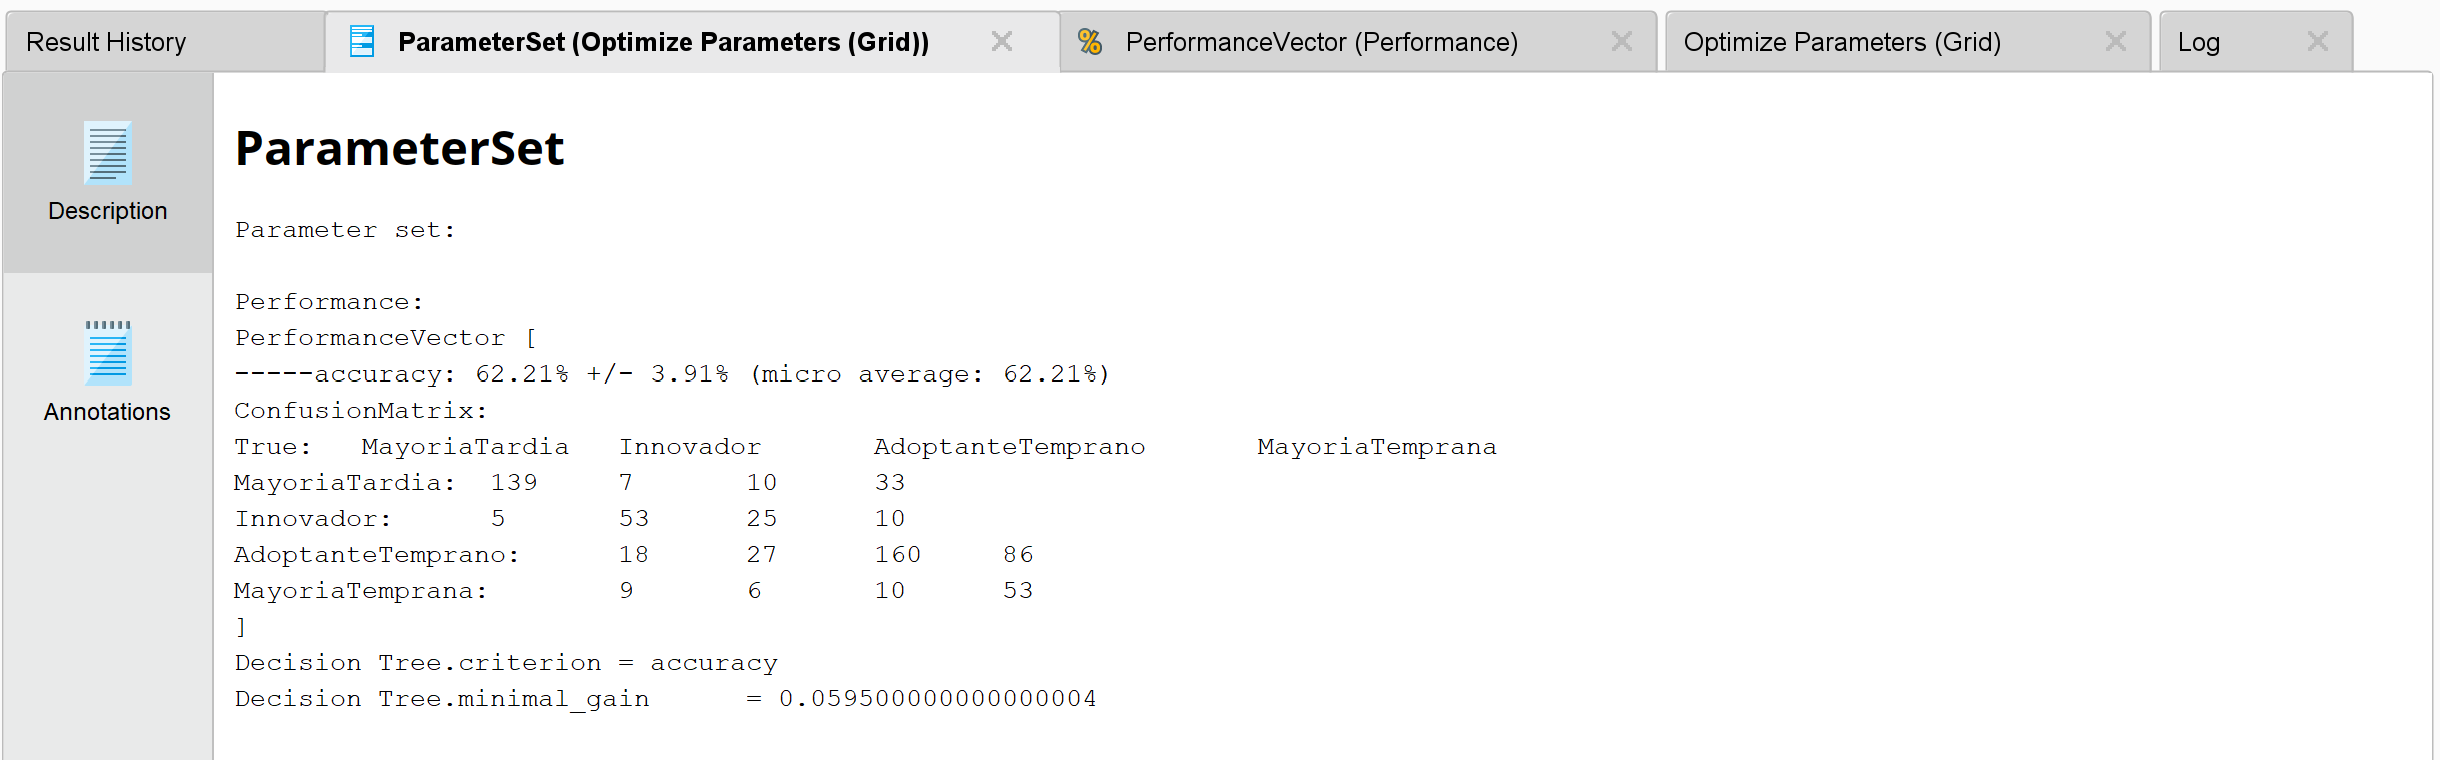 Result History
ParameterSet (Optimize Parameters (Grid))
PerformanceVector (Performance)
Optimize Parameters (Grid)
Log
Description
Annotations
ParameterSet
Parameter set:
Performance:
PerformanceVector [
-----accuracy: 62.21% +/- 3.91% (micro average: 62.21%)
ConfusionMatrix:
True: MayoriaTardia Innovador AdoptanteTemprano MayoriaTemprana
MayoriaTardia: 139 7 10 33
Innovador: 5 53 25 10
AdoptanteTemprano: 18 27 160 86
MayoriaTemprana: 9 6 10 53
]
Decision Tree.criterion = accuracy
Decision Tree.minimal_gain = 0.059500000000000004